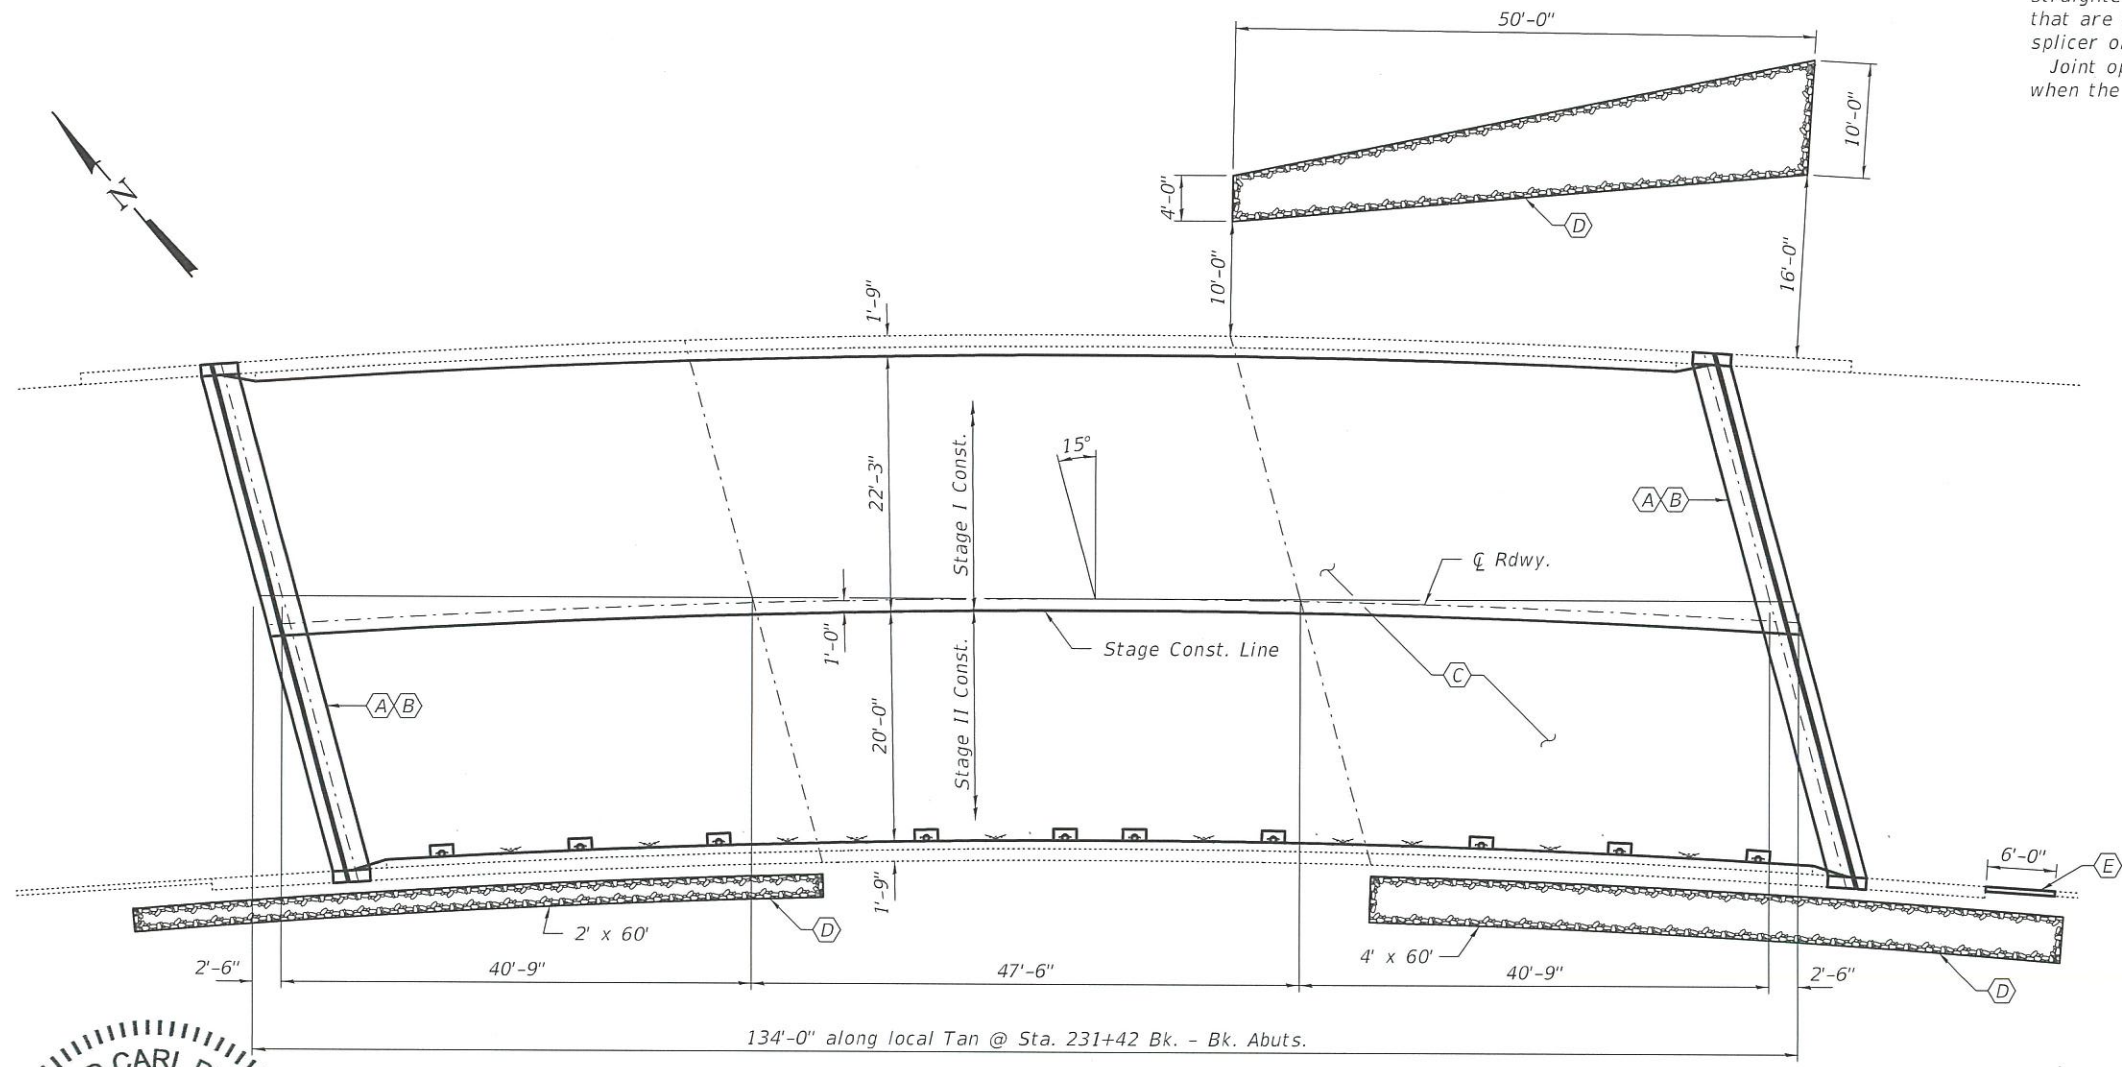 50'-0"
that are
splicer o
Joint op
when the
10'-0"
4'-0"
D
10'-0"
16'-0"
N
1'-9"
22'-3"
Stage I Const.
15°
A B
℄ Rdwy.
1'-0"
Stage Const. Line
C
A B
20'-0"
Stage II Const.
1'-9"
6'-0"
E
2' x 60'
D
4' x 60'
D
2'-6"
40'-9"
47'-6"
40'-9"
2'-6"
134'-0" along local Tan @ Sta. 231+42 Bk. - Bk. Abuts.
CARL